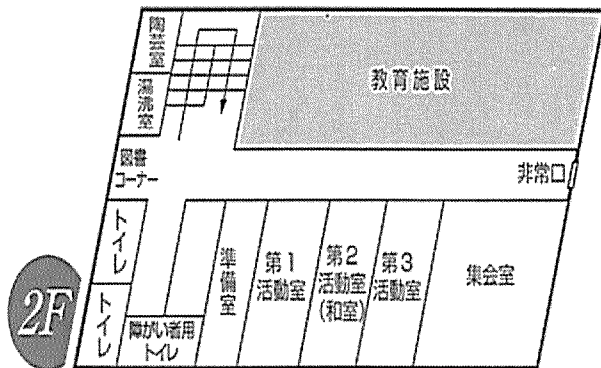 陶芸室
湯沸室
教育施設
図書
コーナー
非常口
トイレ
トイレ
障がい者用
トイレ
準備室
第1
活動室
第2
活動室
(和室)
第3
活動室
集会室
2F